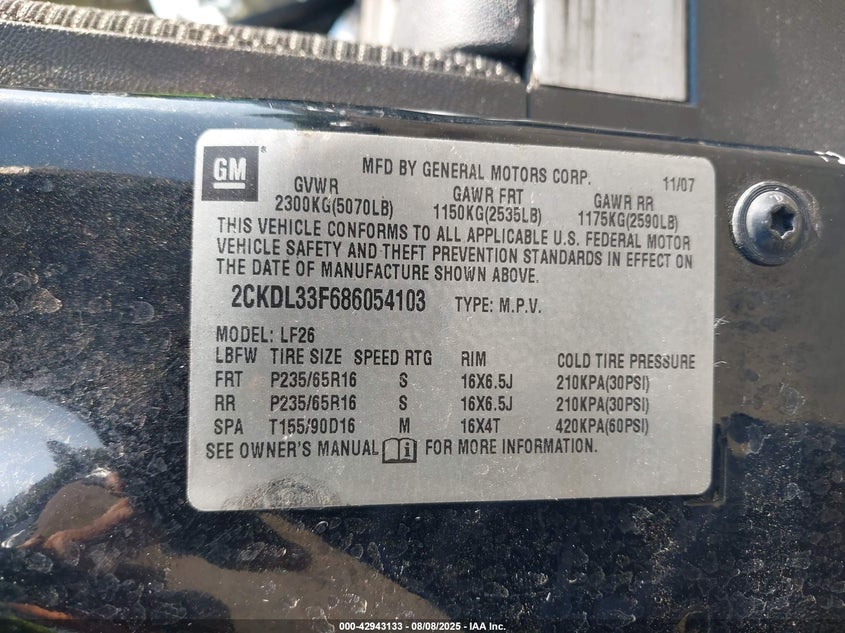 GM ®
MFD BY GENERAL MOTORS CORP. 11/07
GVWR GAWR FRT GAWR RR
2300KG(5070LB) 1150KG(2535LB) 1175KG(2590LB)
THIS VEHICLE CONFORMS TO ALL APPLICABLE U.S. FEDERAL MOTOR
VEHICLE SAFETY AND THEFT PREVENTION STANDARDS IN EFFECT ON
THE DATE OF MANUFACTURE SHOWN ABOVE.
2CKDL33F686054103 TYPE: M.P.V.
MODEL: LF26
LBFW TIRE SIZE SPEED RTG RIM COLD TIRE PRESSURE
FRT P235/65R16 S 16X6.5J 210KPA(30PSI)
RR P235/65R16 S 16X6.5J 210KPA(30PSI)
SPA T155/90D16 M 16X4T 420KPA(60PSI)
SEE OWNER'S MANUAL i FOR MORE INFORMATION.
000-42943133 - 08/08/2025 - IAA Inc.